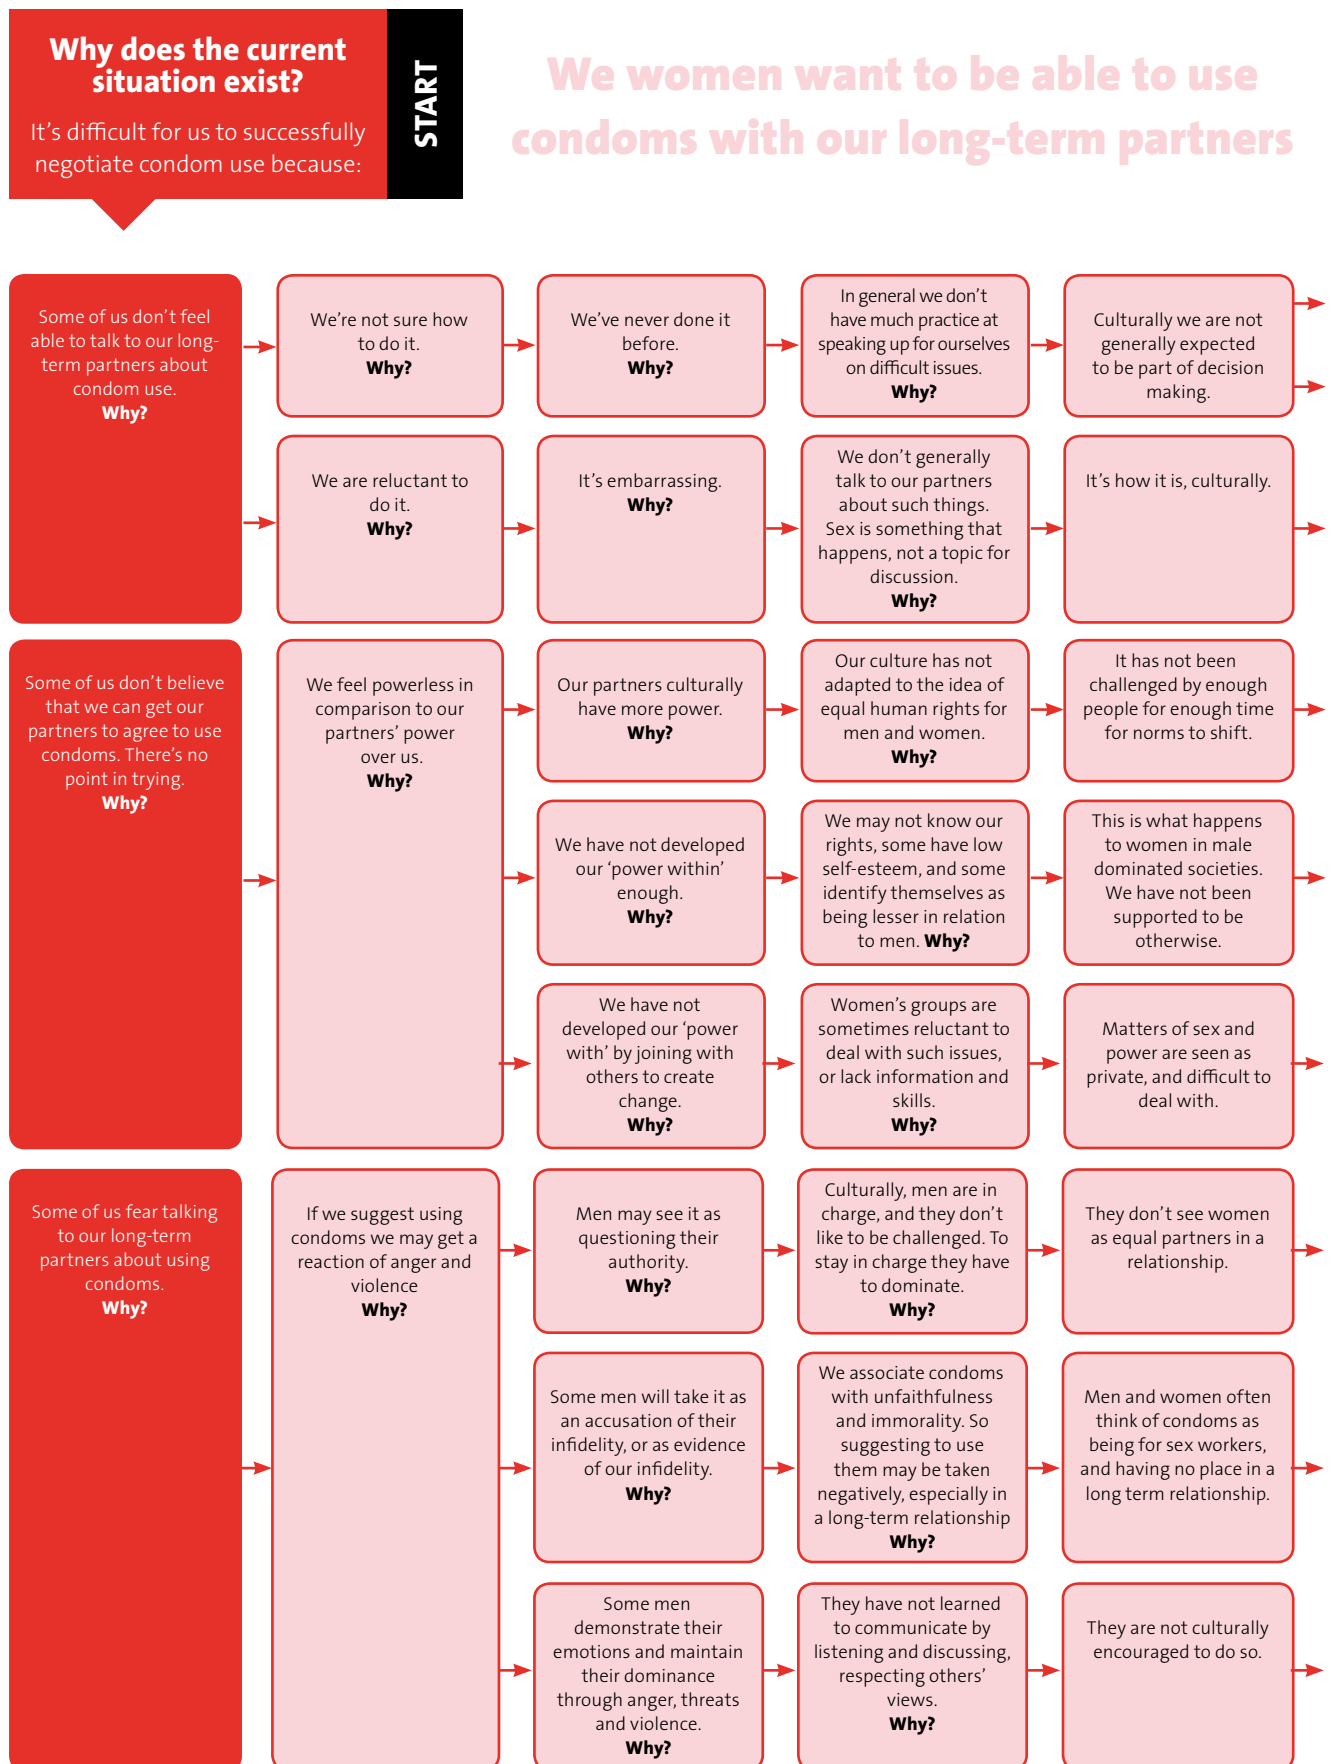 Why does the current
situation exist?
It's difficult for us to successfully
negotiate condom use because:
START
We women want to be able to use
condoms with our long-term partners
Some of us don't feel
able to talk to our long-
term partners about
condom use.
Why?
We're not sure how
to do it.
Why?
We've never done it
before.
Why?
In general we don't
have much practice at
speaking up for ourselves
on difficult issues.
Why?
Culturally we are not
generally expected
to be part of decision
making.
We are reluctant to
do it.
Why?
It's embarrassing.
Why?
We don't generally
talk to our partners
about such things.
Sex is something that
happens, not a topic for
discussion.
Why?
It's how it is, culturally.
Some of us don't believe
that we can get our
partners to agree to use
condoms. There's no
point in trying.
Why?
We feel powerless in
comparison to our
partners' power
over us.
Why?
Our partners culturally
have more power.
Why?
Our culture has not
adapted to the idea of
equal human rights for
men and women.
Why?
It has not been
challenged by enough
people for enough time
for norms to shift.
We have not developed
our 'power within'
enough.
Why?
We may not know our
rights, some have low
self-esteem, and some
identify themselves as
being lesser in relation
to men. Why?
This is what happens
to women in male
dominated societies.
We have not been
supported to be
otherwise.
We have not
developed our 'power
with' by joining with
others to create
change.
Why?
Women's groups are
sometimes reluctant to
deal with such issues,
or lack information and
skills.
Why?
Matters of sex and
power are seen as
private, and difficult to
deal with.
Some of us fear talking
to our long-term
partners about using
condoms.
Why?
If we suggest using
condoms we may get a
reaction of anger and
violence
Why?
Men may see it as
questioning their
authority.
Why?
Culturally, men are in
charge, and they don't
like to be challenged. To
stay in charge they have
to dominate.
Why?
They don't see women
as equal partners in a
relationship.
Some men will take it as
an accusation of their
infidelity, or as evidence
of our infidelity.
Why?
We associate condoms
with unfaithfulness
and immorality. So
suggesting to use
them may be taken
negatively, especially in
a long-term relationship
Why?
Men and women often
think of condoms as
being for sex workers,
and having no place in a
long term relationship.
Some men
demonstrate their
emotions and maintain
their dominance
through anger, threats
and violence.
Why?
They have not learned
to communicate by
listening and discussing,
respecting others'
views.
Why?
They are not culturally
encouraged to do so.